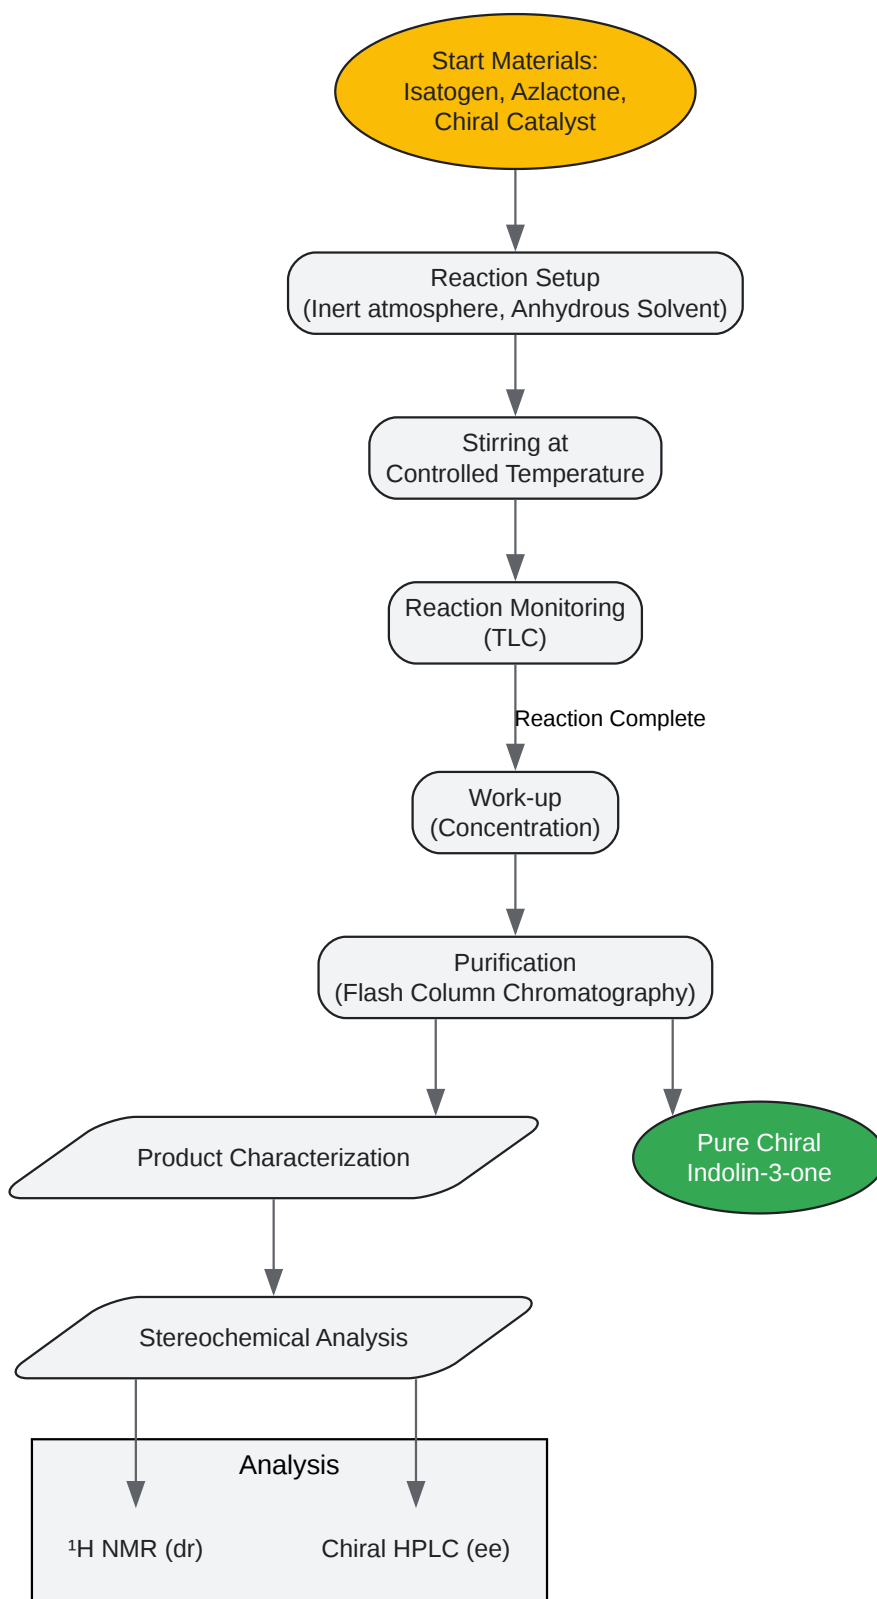 Start Materials:
Isatogen, Azlactone,
Chiral Catalyst
Reaction Setup
(Inert atmosphere, Anhydrous Solvent)
Stirring at
Controlled Temperature
Reaction Monitoring
(TLC)
Reaction Complete
Work-up
(Concentration)
Purification
(Flash Column Chromatography)
Product Characterization
Pure Chiral
Indolin-3-one
Stereochemical Analysis
Analysis
¹H NMR (dr)
Chiral HPLC (ee)